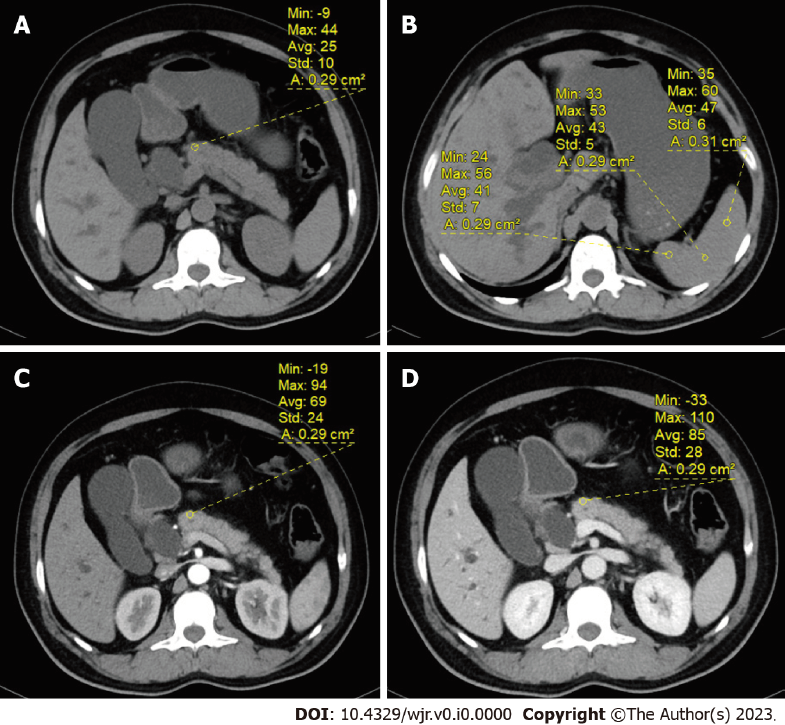 A
Min: -9
Max: 44
Avg: 25
Std: 10
A: 0.29 cm²
B
Min: 35
Max: 60
Avg: 47
Std: 6
A: 0.31 cm²
Min: 33
Max: 53
Avg: 43
Std: 5
A: 0.29 cm²
Min: 24
Max: 56
Avg: 41
Std: 7
A: 0.29 cm²
C
Min: -19
Max: 94
Avg: 69
Std: 24
A: 0.29 cm²
D
Min: -33
Max: 110
Avg: 85
Std: 28
A: 0.29 cm²
DOI: 10.4329/wjr.v0.i0.0000 Copyright ©The Author(s) 2023.